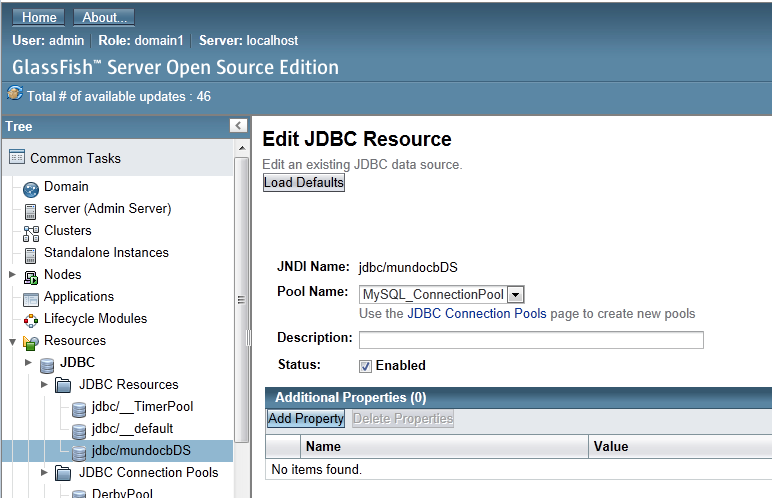 Home About...
User: admin Role: domain1 Server: localhost
GlassFish™ Server Open Source Edition
Total # of available updates : 46
Tree
Common Tasks
Domain
server (Admin Server)
Clusters
Standalone Instances
Nodes
Applications
Lifecycle Modules
Resources
JDBC
JDBC Resources
jdbc/__TimerPool
jdbc/__default
jdbc/mundocbDS
JDBC Connection Pools
DerbyPool
Edit JDBC Resource
Edit an existing JDBC data source.
Load Defaults
JNDI Name: jdbc/mundocbDS
Pool Name: MySQL_ConnectionPool
Use the JDBC Connection Pools page to create new pools
Description:
Status: Enabled
Additional Properties (0)
Add Property Delete Properties
Name Value
No items found.